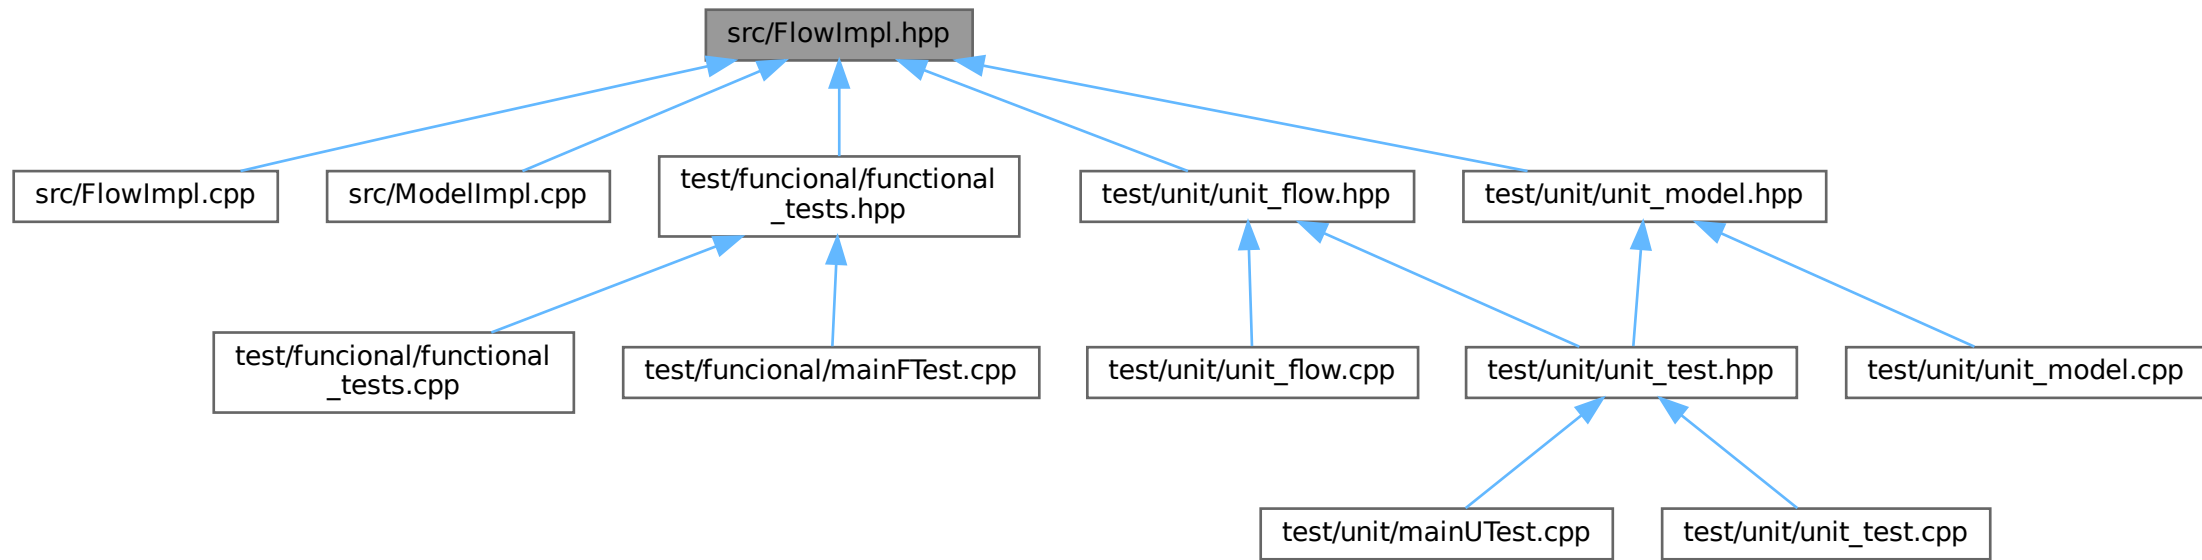 src/FlowImpl.hpp
src/FlowImpl.cpp
src/ModelImpl.cpp
test/funcional/functional
_tests.hpp
test/unit/unit_flow.hpp
test/unit/unit_model.hpp
test/funcional/functional
_tests.cpp
test/funcional/mainFTest.cpp
test/unit/unit_flow.cpp
test/unit/unit_test.hpp
test/unit/unit_model.cpp
test/unit/mainUTest.cpp
test/unit/unit_test.cpp